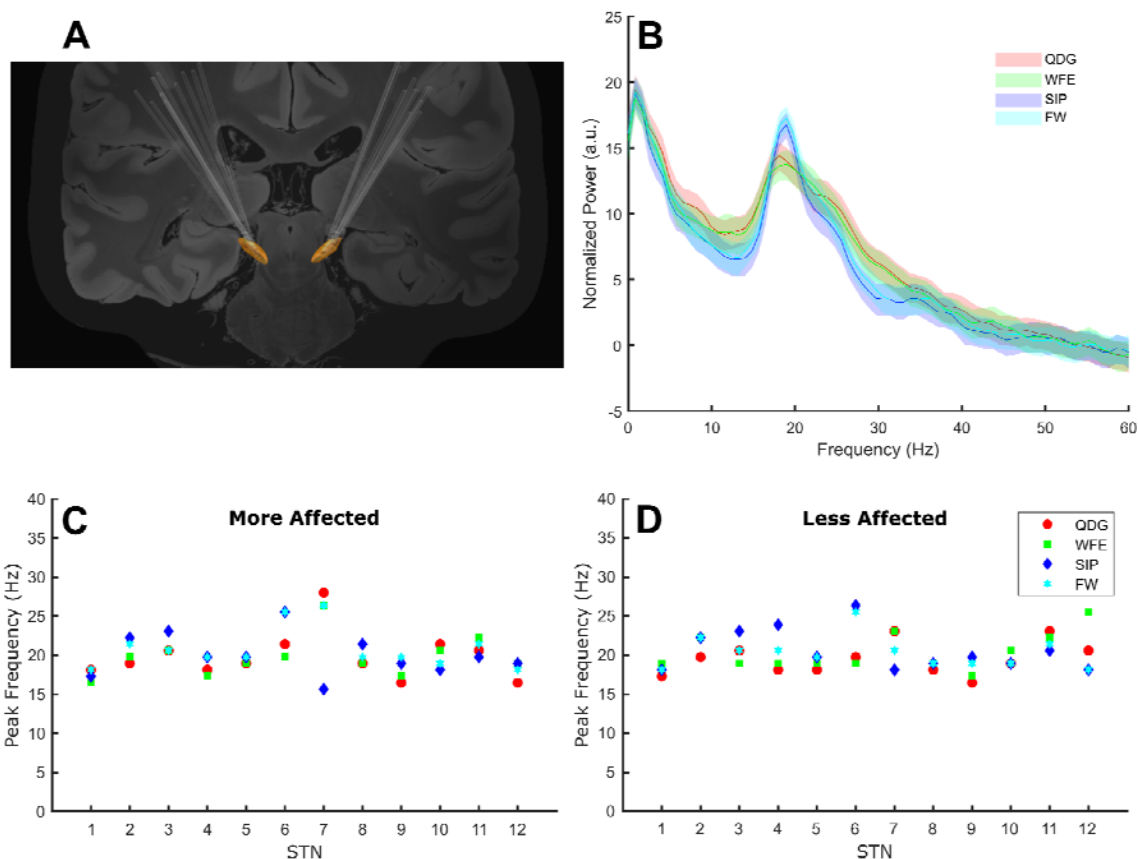 A
B
QDG
WFE
SIP
FW
25
20
15
10
5
0
-5
Normalized Power (a.u.)
0 10 20 30 40 50 60
Frequency (Hz)
C
More Affected
40
35
30
25
20
15
10
5
0
Peak Frequency (Hz)
1 2 3 4 5 6 7 8 9 10 11 12
STN
D
Less Affected
QDG
WFE
SIP
FW
40
35
30
25
20
15
10
5
0
Peak Frequency (Hz)
1 2 3 4 5 6 7 8 9 10 11 12
STN